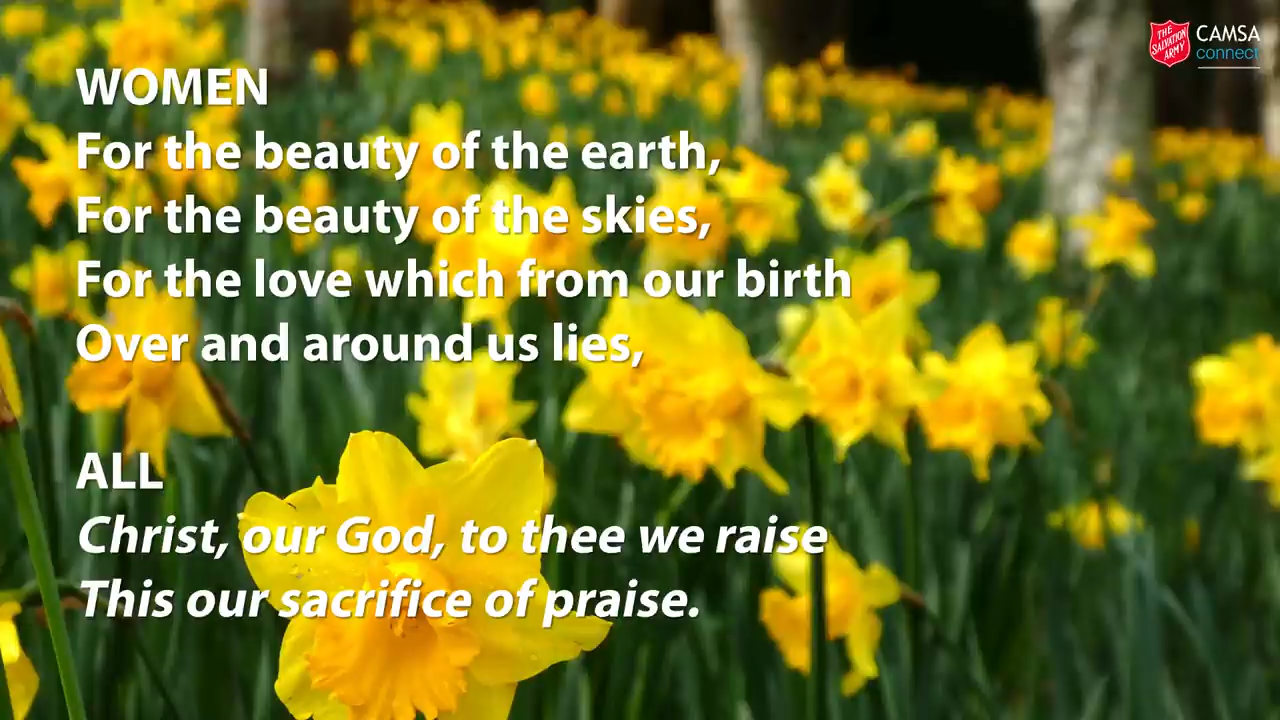 THE
SALVATION
ARMY
CAMSA
connect
WOMEN
For the beauty of the earth,
For the beauty of the skies,
For the love which from our birth
Over and around us lies,
ALL
Christ, our God, to thee we raise
This our sacrifice of praise.